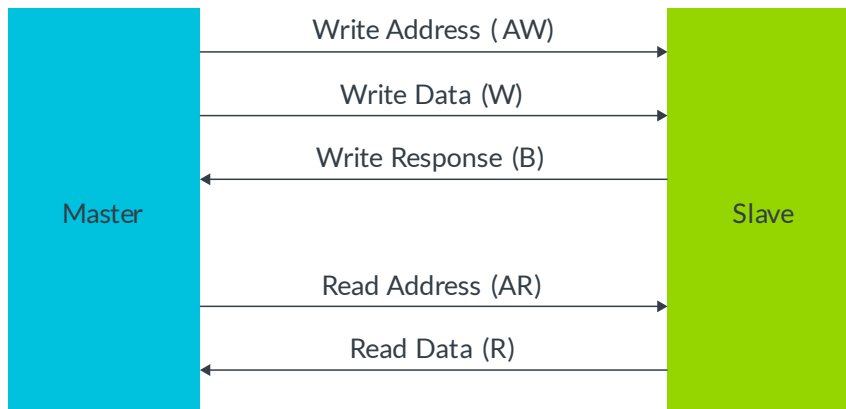 Write Address (AW)
Write Data (W)
Write Response (B)
Master
Slave
Read Address (AR)
Read Data (R)